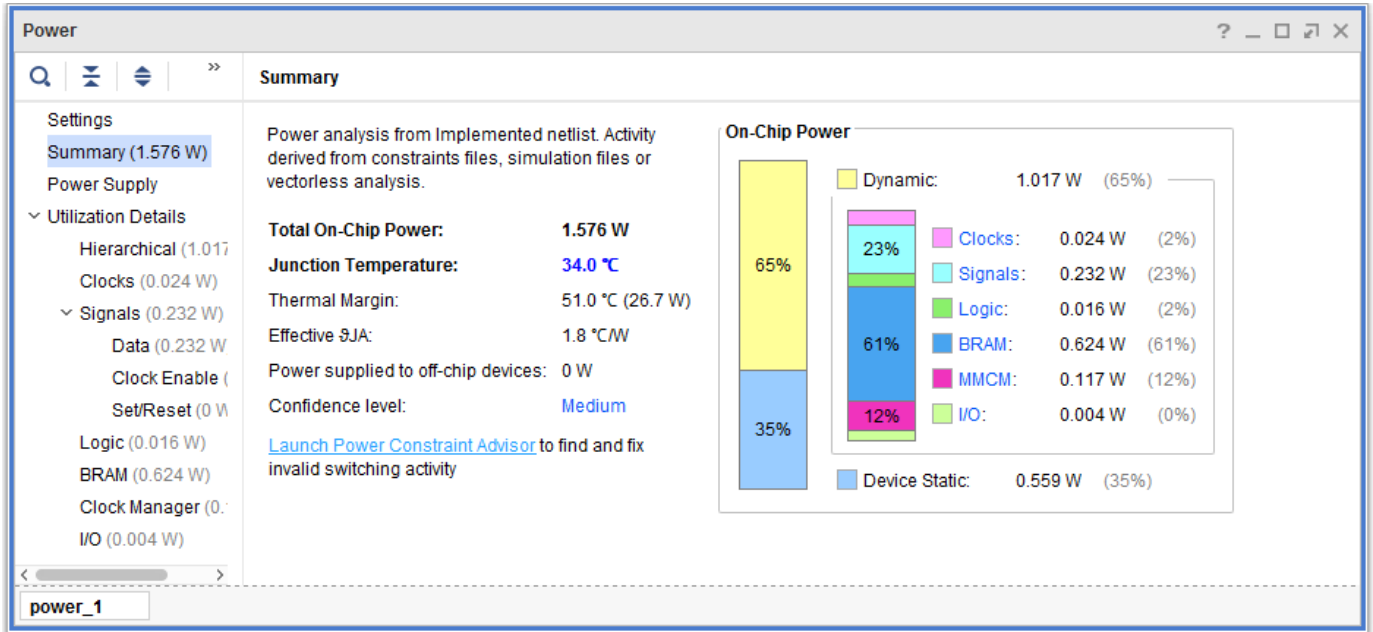 Power
? _
»
Summary
Settings
Summary (1.576 W)
Power Supply
Utilization Details
Hierarchical (1.017
Clocks (0.024 W)
Signals (0.232 W)
Data (0.232 W
Clock Enable (
Set/Reset (0 W
Logic (0.016 W)
BRAM (0.624 W)
Clock Manager (0.
I/O (0.004 W)
Power analysis from Implemented netlist. Activity
derived from constraints files, simulation files or
vectorless analysis.
Total On-Chip Power: 1.576 W
Junction Temperature: 34.0 °C
Thermal Margin: 51.0 °C (26.7 W)
Effective ϑJA: 1.8 °C/W
Power supplied to off-chip devices: 0 W
Confidence level: Medium
Launch Power Constraint Advisor to find and fix
invalid switching activity
On-Chip Power
65%
35%
Dynamic: 1.017 W (65%)
23%
61%
12%
Clocks: 0.024 W (2%)
Signals: 0.232 W (23%)
Logic: 0.016 W (2%)
BRAM: 0.624 W (61%)
MMCM: 0.117 W (12%)
I/O: 0.004 W (0%)
Device Static: 0.559 W (35%)
power_1